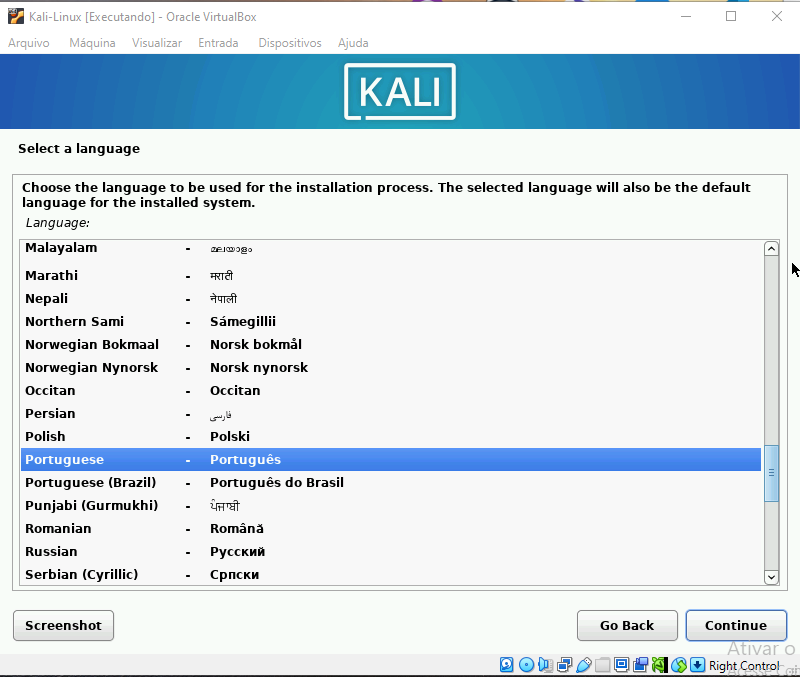 Kali-Linux [Executando] - Oracle VirtualBox
Arquivo Máquina Visualizar Entrada Dispositivos Ajuda
KALI
Select a language
Choose the language to be used for the installation process. The selected language will also be the default
language for the installed system.
Language:
Malayalam - മലയാളം
Marathi - मराठी
Nepali - नेपाली
Northern Sami - Sámegillii
Norwegian Bokmaal - Norsk bokmål
Norwegian Nynorsk - Norsk nynorsk
Occitan - Occitan
Persian - فارسی
Polish - Polski
Portuguese - Português
Portuguese (Brazil) - Português do Brasil
Punjabi (Gurmukhi) - ਪੰਜਾਬੀ
Romanian - Română
Russian - Русский
Serbian (Cyrillic) - Српски
Screenshot Go Back Continue
Ativar o
Right Control